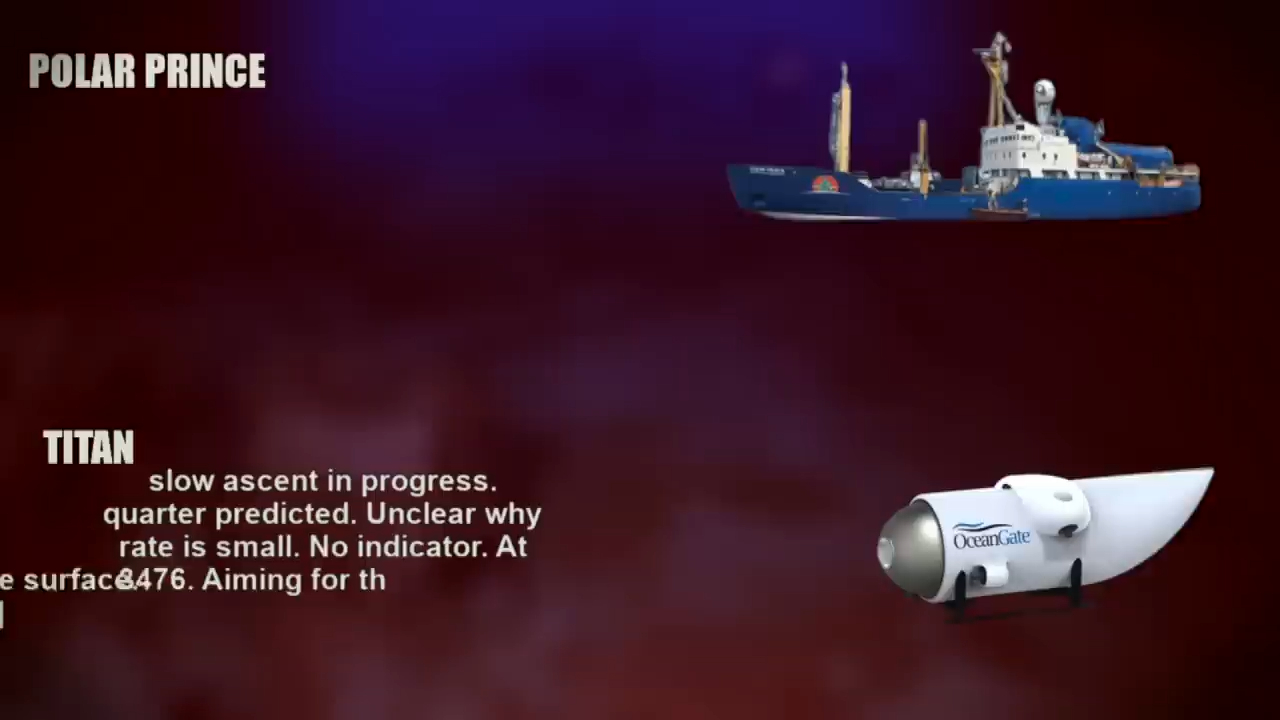 POLAR PRINCE
TITAN
slow ascent in progress.
quarter predicted. Unclear why
rate is small. No indicator. At
e surface. 3476. Aiming for th
OceanGate